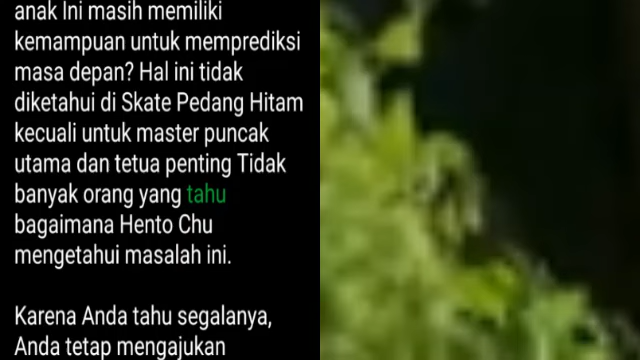 anak Ini masih memiliki
kemampuan untuk memprediksi
masa depan? Hal ini tidak
diketahui di Skate Pedang Hitam
kecuali untuk master puncak
utama dan tetua penting Tidak
banyak orang yang tahu
bagaimana Hento Chu
mengetahui masalah ini.
Karena Anda tahu segalanya,
Anda tetap mengajukan